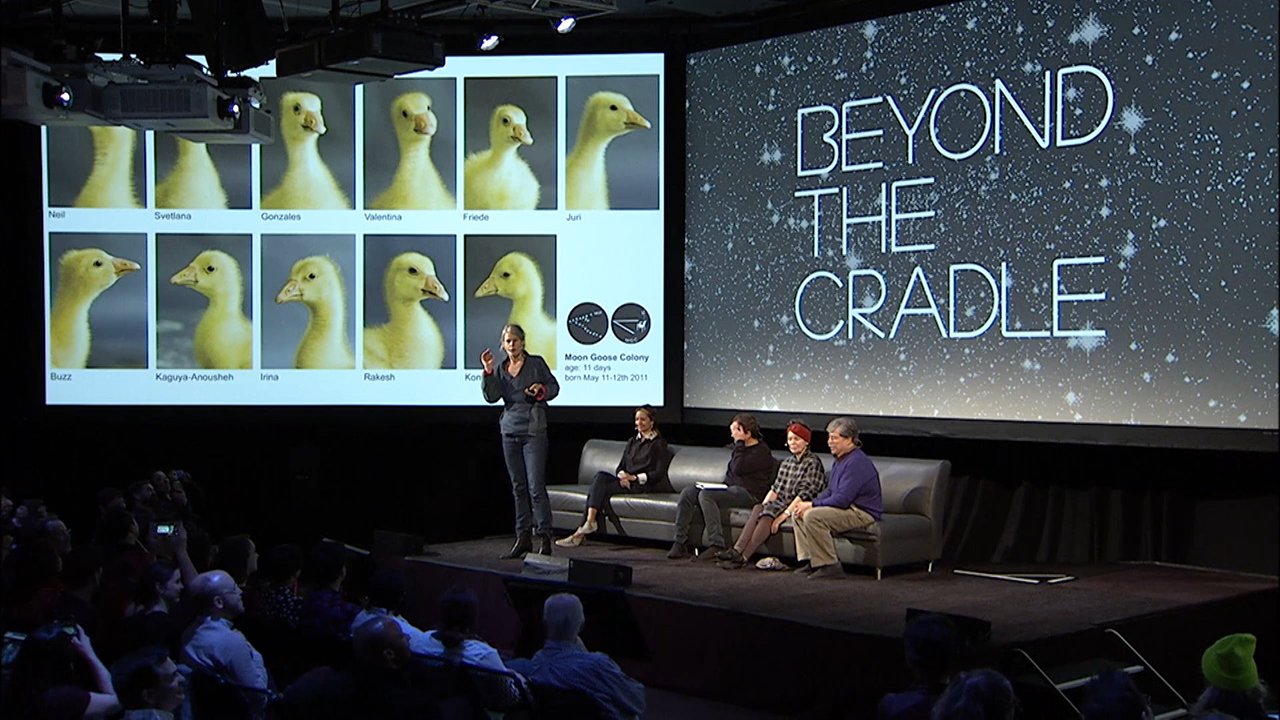 BEYOND
THE
CRADLE
Neil
Svetlana
Gonzales
Valentina
Friede
Juri
Buzz
Kaguya-Anousheh
Irina
Rakesh
Moon Goose Colony
age: 11 days
born May 11-12th 2011